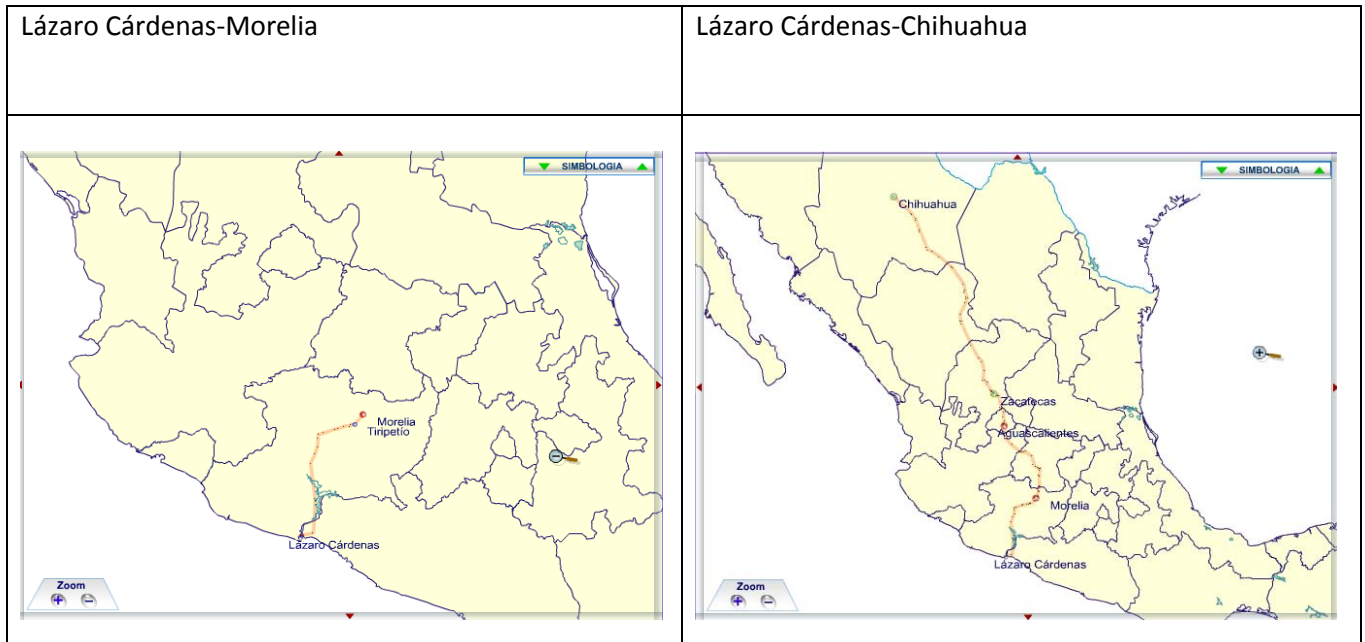 Lázaro Cárdenas-Morelia
Lázaro Cárdenas-Chihuahua
SIMBOLOGIA
Morelia
Tiripetío
Lázaro Cárdenas
Zoom
SIMBOLOGIA
Chihuahua
Zacatecas
Aguascalientes
Morelia
Lázaro Cárdenas
Zoom